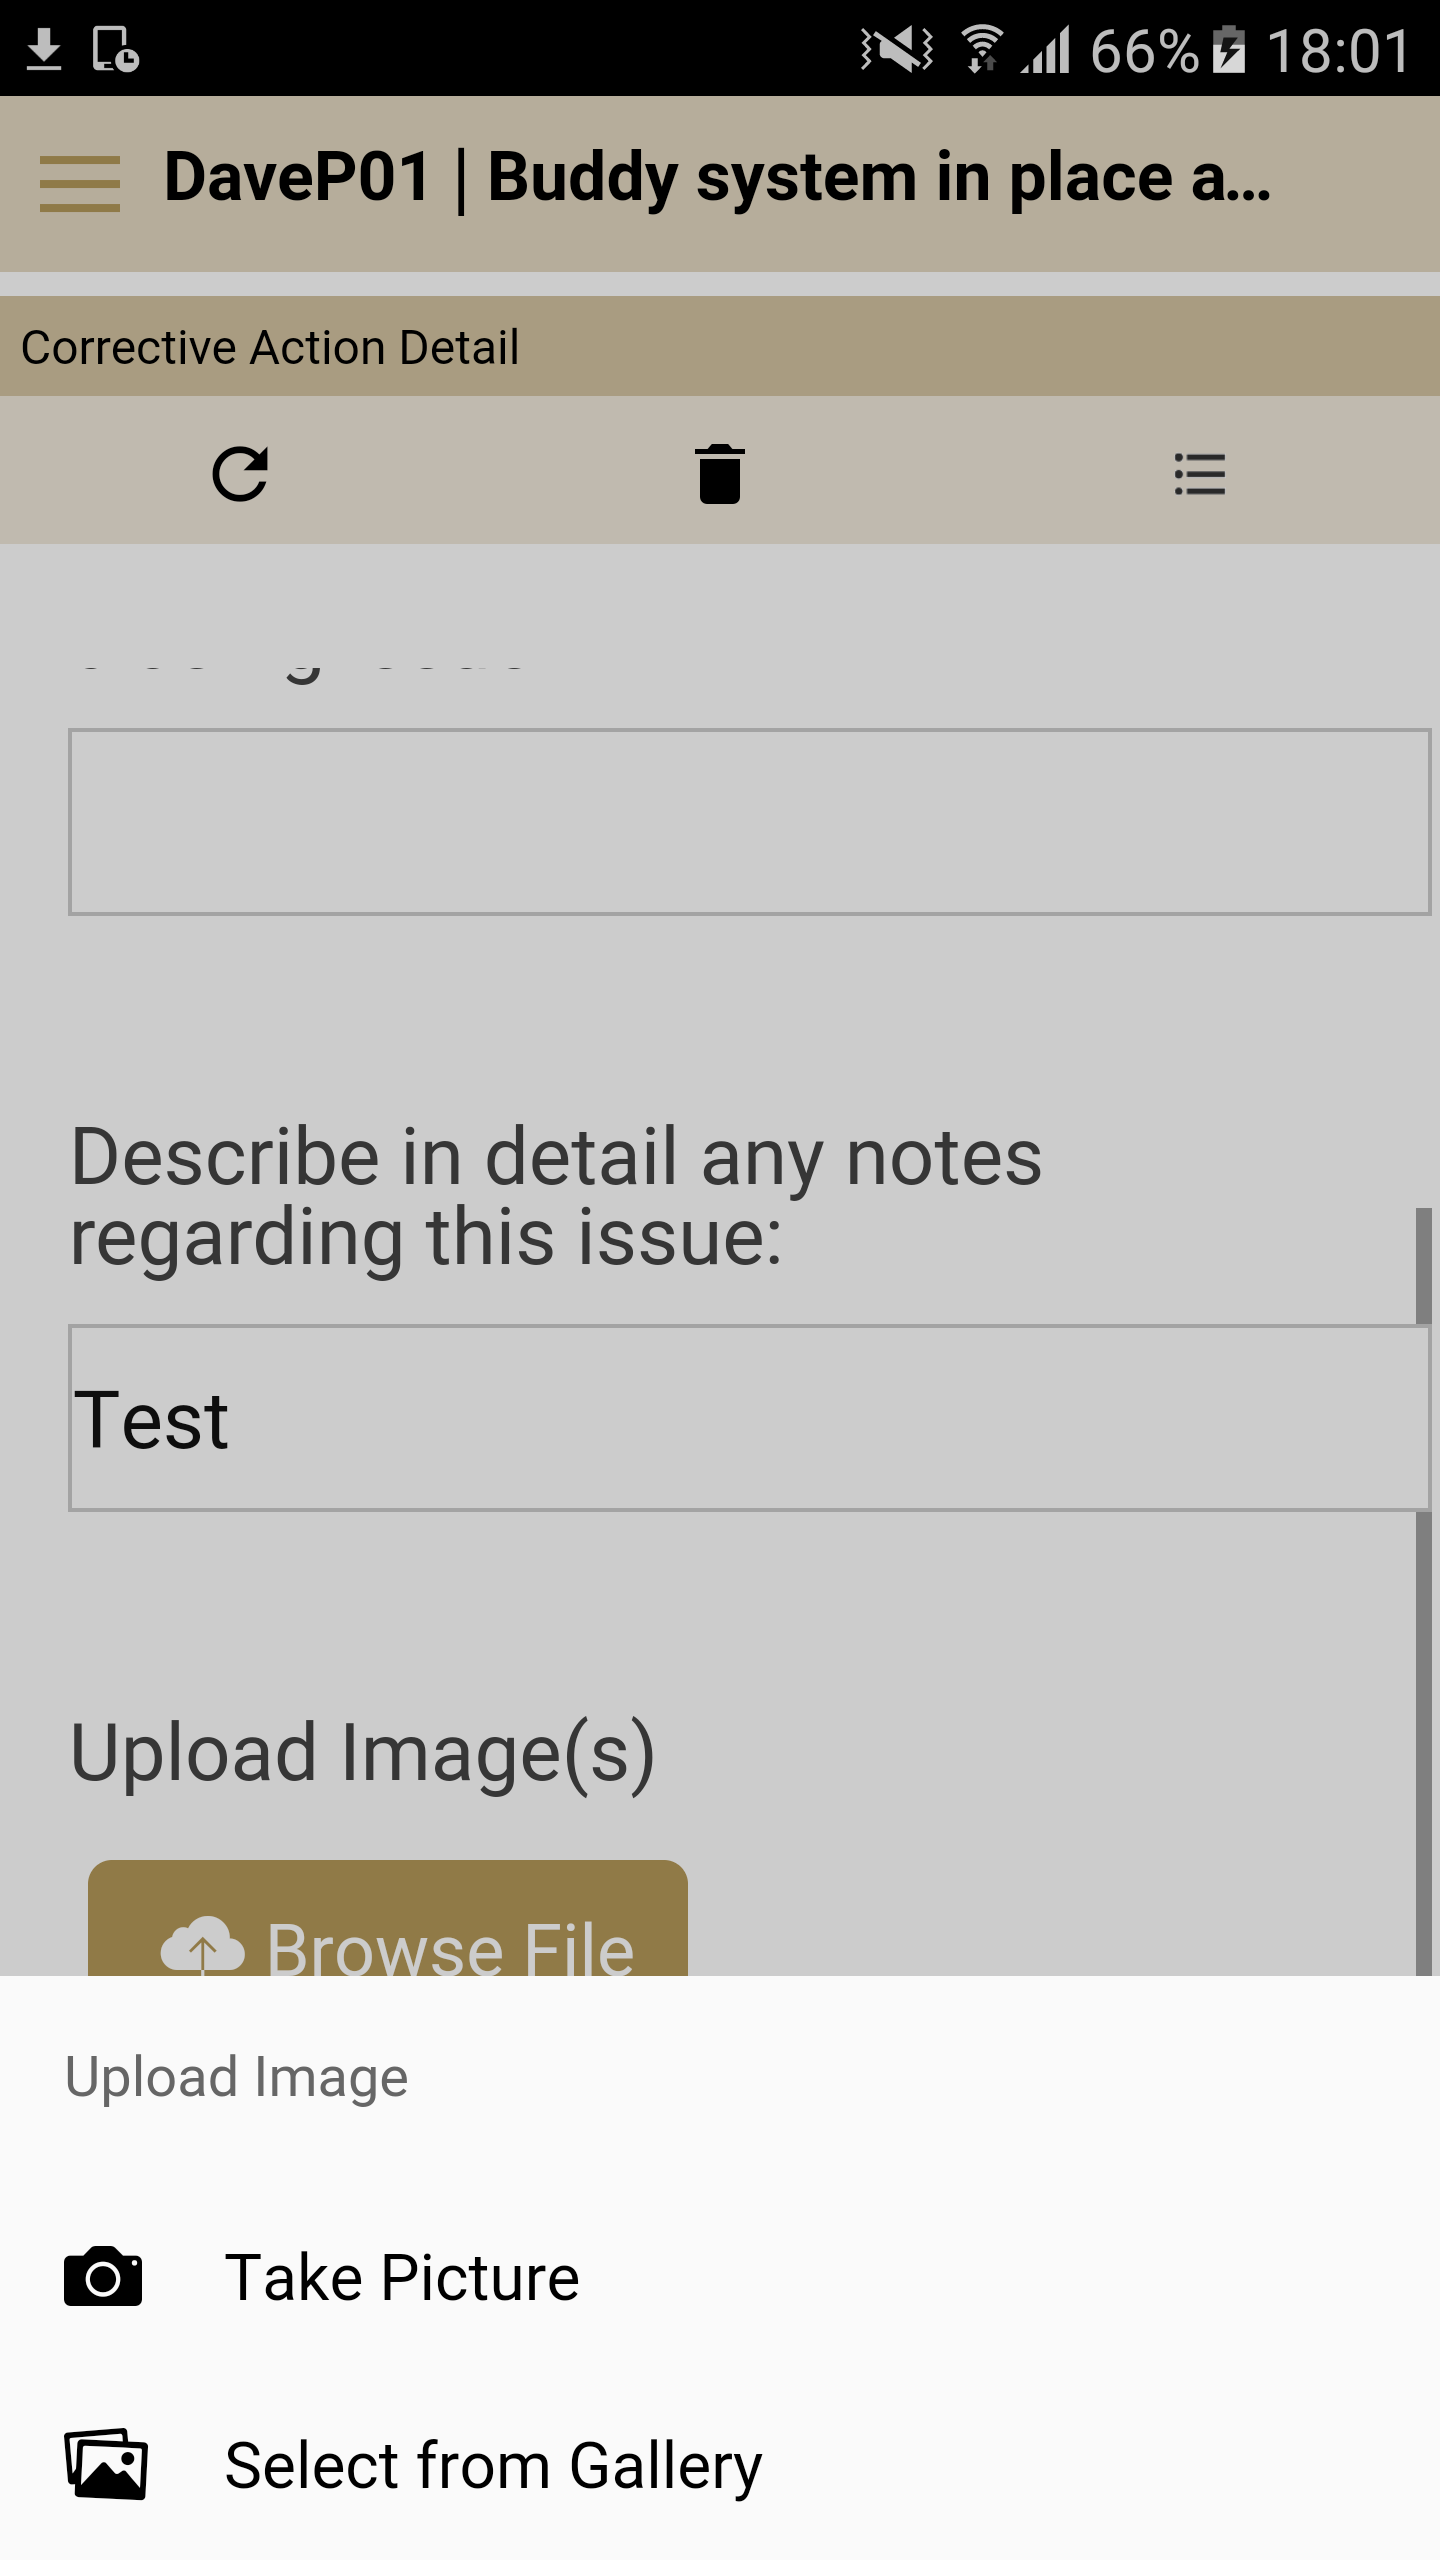 66% 18:01
DaveP01 | Buddy system in place a...
Corrective Action Detail
Describe in detail any notes
regarding this issue:
Test
Upload Image(s)
Browse File
Upload Image
Take Picture
Select from Gallery